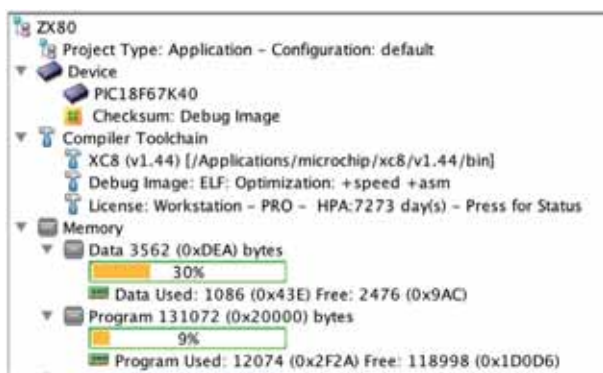 ZX80
Project Type: Application - Configuration: default
Device
PIC18F67K40
Checksum: Debug Image
Compiler Toolchain
XC8 (v1.44) [/Applications/microchip/xc8/v1.44/bin]
Debug Image: ELF: Optimization: +speed +asm
License: Workstation - PRO - HPA:7273 day(s) - Press for Status
Memory
Data 3562 (0xDEA) bytes
30%
Data Used: 1086 (0x43E) Free: 2476 (0x9AC)
Program 131072 (0x20000) bytes
9%
Program Used: 12074 (0x2F2A) Free: 118998 (0x1D0D6)